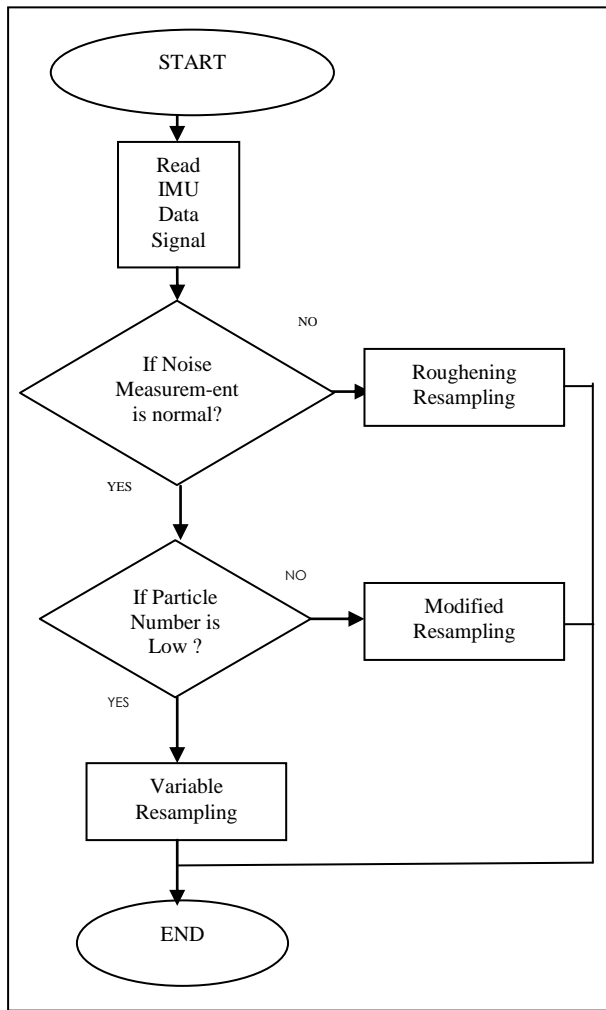 START
Read
IMU
Data
Signal
NO
If Noise
Measurem-ent
is normal?
Roughening
Resampling
YES
NO
If Particle
Number is
Low ?
Modified
Resampling
YES
Variable
Resampling
END